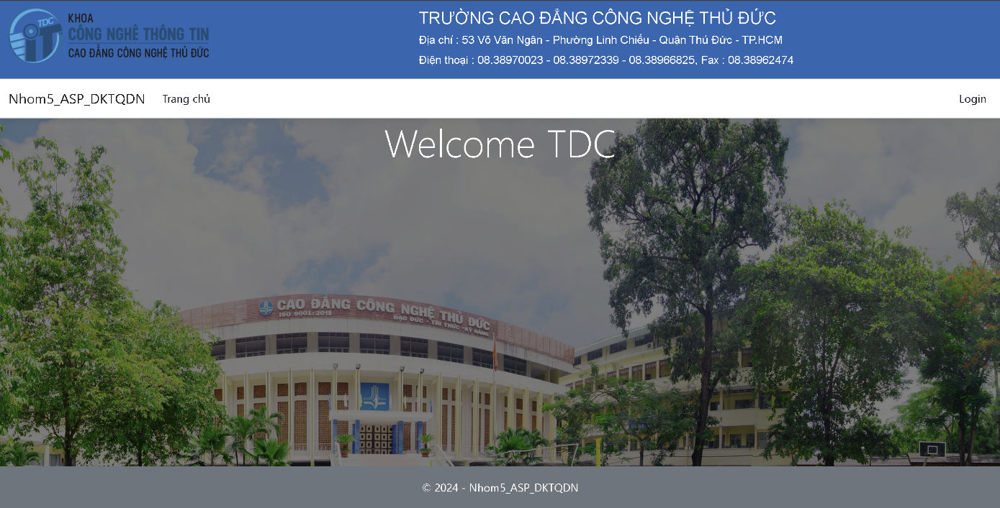 TDC
KHOA
CÔNG NGHỆ THÔNG TIN
CAO ĐẲNG CÔNG NGHỆ THỦ ĐỨC
TRƯỜNG CAO ĐẲNG CÔNG NGHỆ THỦ ĐỨC
Địa chỉ : 53 Võ Văn Ngân - Phường Linh Chiểu - Quận Thủ Đức - TP.HCM
Điện thoại : 08.38970023 - 08.38972339 - 08.38966825, Fax : 08.38962474
Nhom5_ASP_DKTQDN Trang chủ Login
Welcome TDC
CAO ĐẲNG CÔNG NGHỆ THỦ ĐỨC
ISO 9001:2015
ĐẠO ĐỨC - TRI THỨC - KỸ NĂNG
© 2024 - Nhom5_ASP_DKTQDN